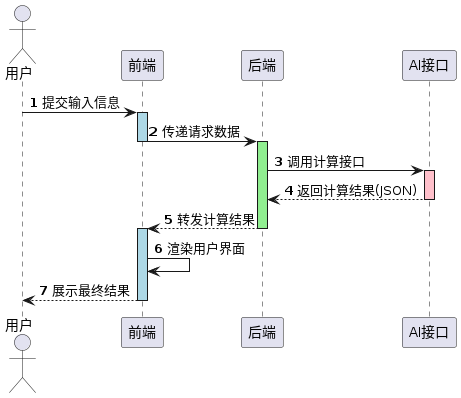 用户
前端
后端
AI接口
1 提交输入信息
2 传递请求数据
3 调用计算接口
4 返回计算结果(JSON)
5 转发计算结果
6 渲染用户界面
7 展示最终结果
用户
前端
后端
AI接口